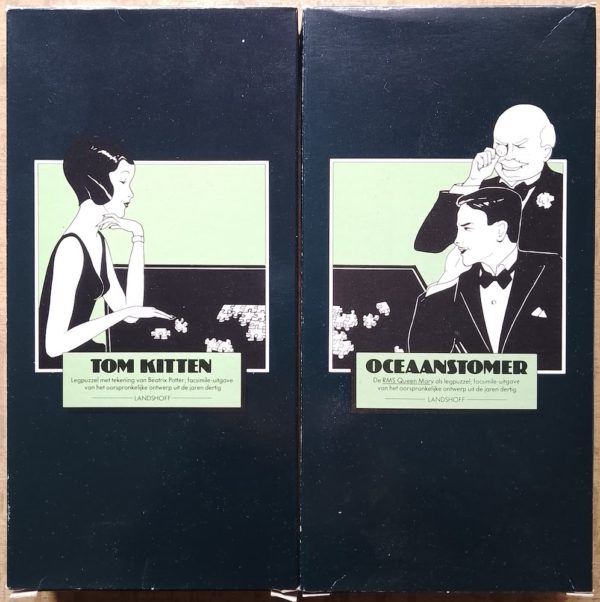 TOM KITTEN
Legpuzzel met tekening van Beatrix Potter; facsimile-uitgave
van het oorspronkelijke ontwerp uit de jaren dertig
LANDSHOFF
OCEAANSTOMER
De RMS Queen Mary als legpuzzel; facsimile-uitgave
van het oorspronkelijke ontwerp uit de jaren dertig
LANDSHOFF